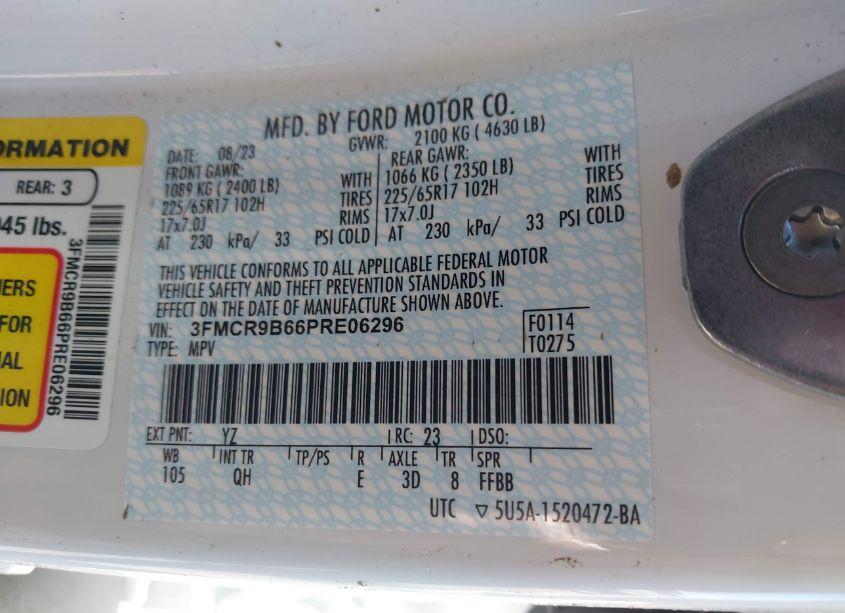 ORMATION
REAR: 3
045 lbs.
3FMCR9B66PRE06296
ERS
FOR
AL
TION
MFD. BY FORD MOTOR CO.
DATE: 08/23 GVWR: 2100 KG ( 4630 LB)
FRONT GAWR: REAR GAWR: WITH
1089 KG ( 2400 LB) WITH 1066 KG ( 2350 LB) TIRES
225/65R17 102H TIRES 225/65R17 102H RIMS
17x7.0J RIMS 17x7.0J
AT 230 kPa/ 33 PSI COLD AT 230 kPa/ 33 PSI COLD
THIS VEHICLE CONFORMS TO ALL APPLICABLE FEDERAL MOTOR
VEHICLE SAFETY AND THEFT PREVENTION STANDARDS IN
EFFECT ON THE DATE OF MANUFACTURE SHOWN ABOVE.
VIN: 3FMCR9B66PRE06296 F0114
TYPE: MPV T0275
EXT PNT: YZ RC: 23 DSO:
WB INT TR TP/PS R AXLE TR SPR
105 QH E 3D 8 FFBB
UTC ▽ 5U5A-1520472-BA